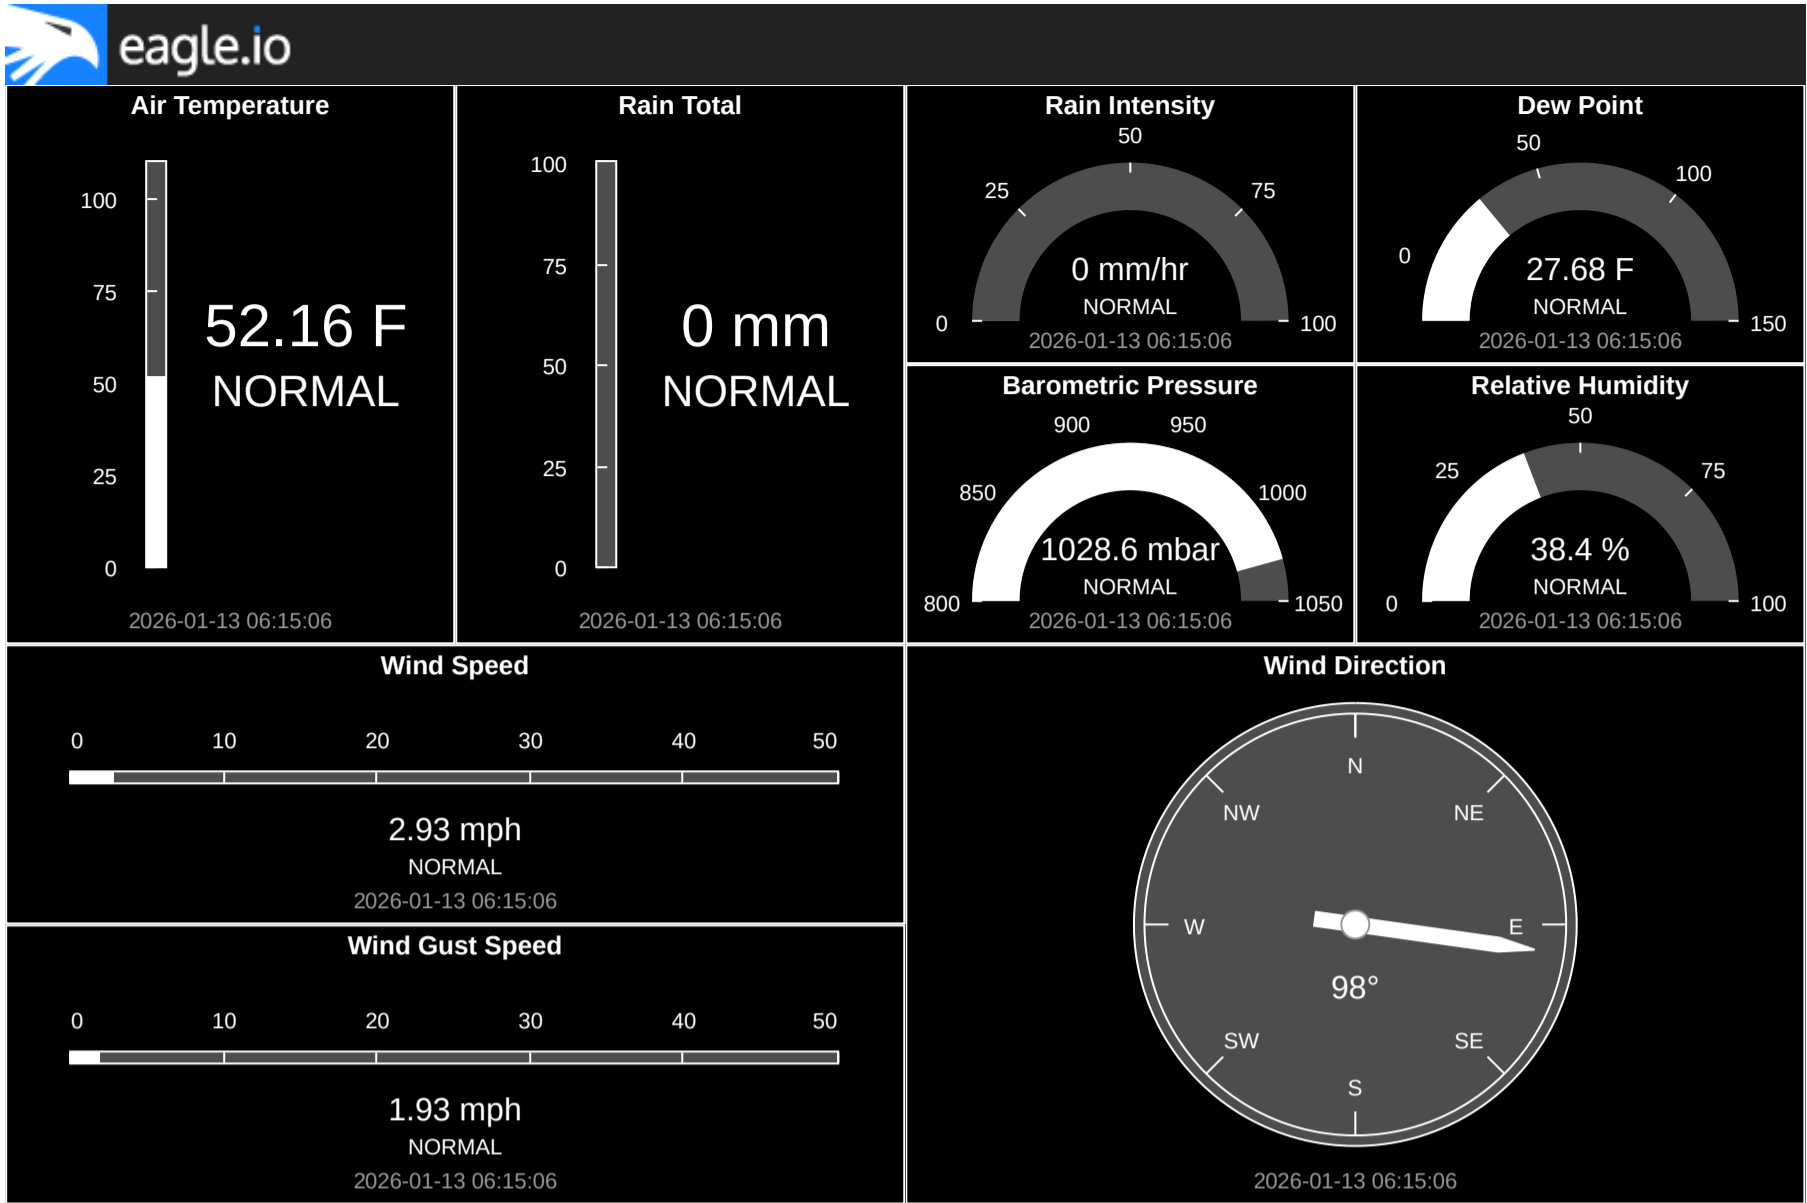 eagle.io
Air Temperature
100
75
50
25
0
52.16 F
NORMAL
2026-01-13 06:15:06
Rain Total
100
75
50
25
0
0 mm
NORMAL
2026-01-13 06:15:06
Rain Intensity
50
25
75
0
100
0 mm/hr
NORMAL
2026-01-13 06:15:06
Dew Point
50
100
0
150
27.68 F
NORMAL
2026-01-13 06:15:06
Barometric Pressure
900
950
850
1000
800
1050
1028.6 mbar
NORMAL
2026-01-13 06:15:06
Relative Humidity
50
25
75
0
100
38.4 %
NORMAL
2026-01-13 06:15:06
Wind Speed
0 10 20 30 40 50
2.93 mph
NORMAL
2026-01-13 06:15:06
Wind Gust Speed
0 10 20 30 40 50
1.93 mph
NORMAL
2026-01-13 06:15:06
Wind Direction
N
NW NE
W E
98°
SW SE
S
2026-01-13 06:15:06